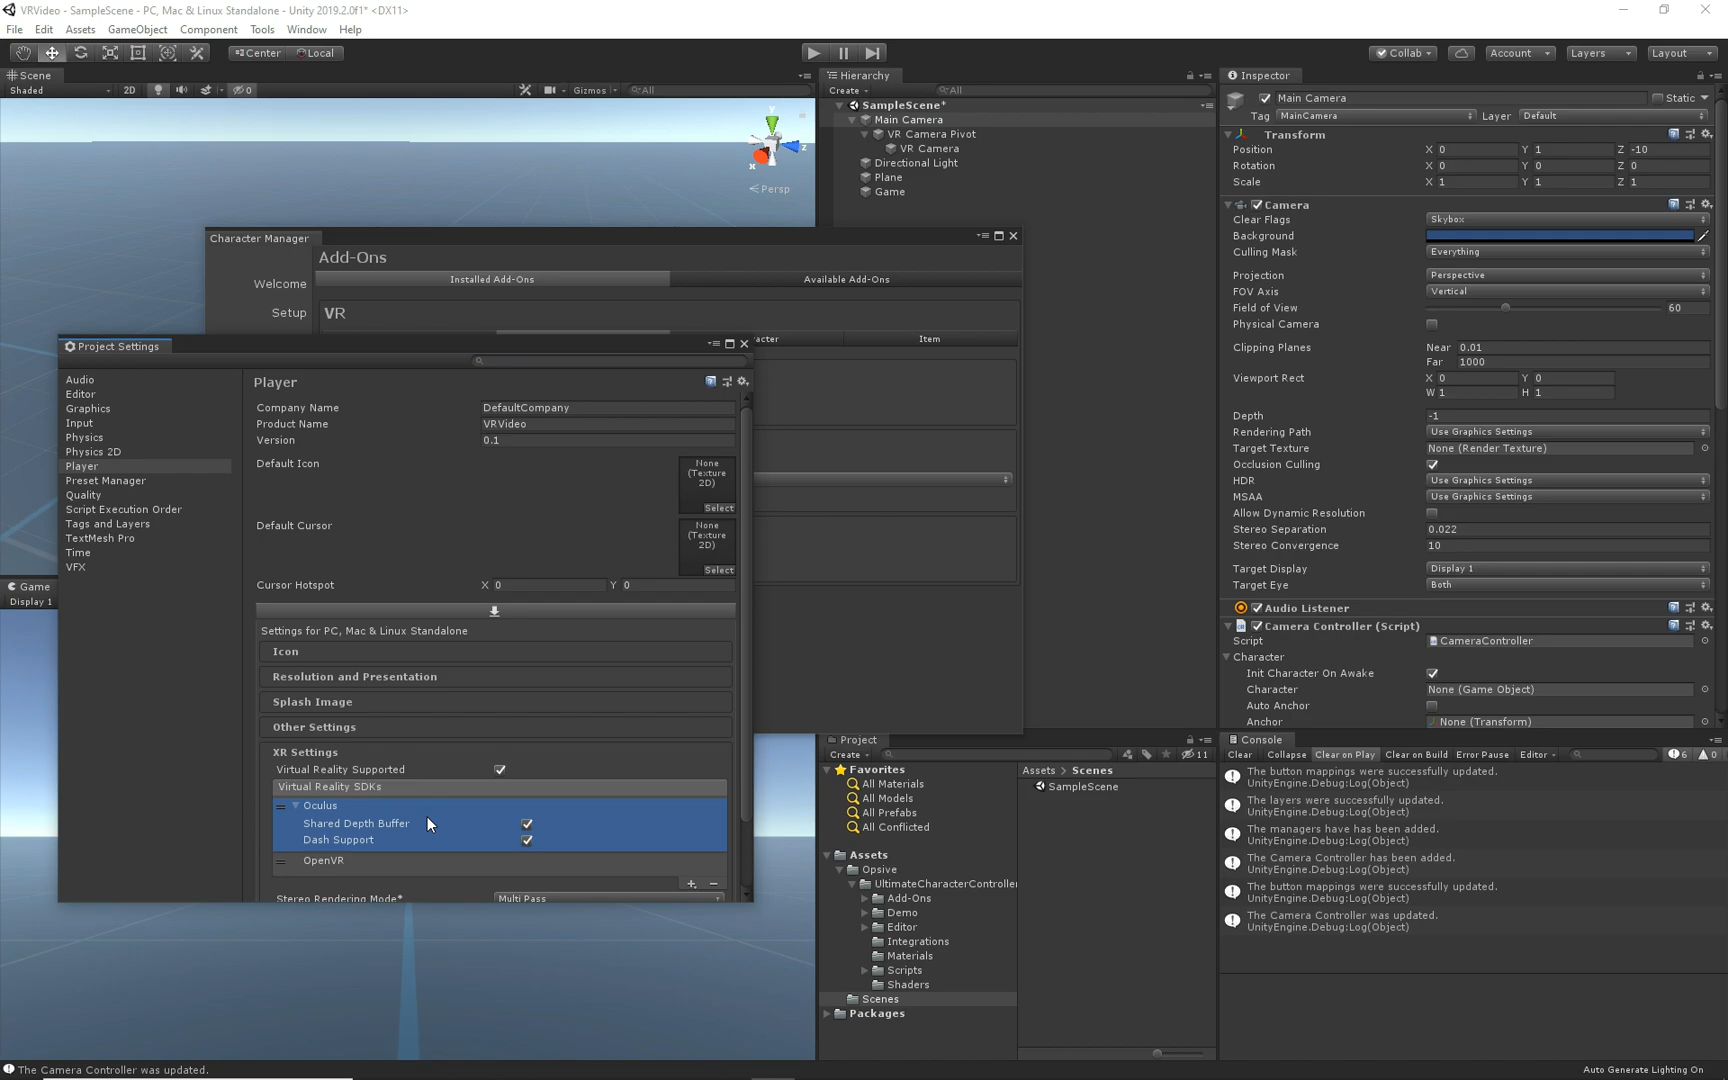 VRVideo - SampleScene - PC, Mac & Linux Standalone - Unity 2019.2.0f1* <DX11>
File Edit Assets GameObject Component Tools Window Help
Center Local Collab Account Layers Layout
Scene
Shaded 2D 0 Gizmos All
y
z
x
Persp
Hierarchy
Create All
SampleScene*
Main Camera
VR Camera Pivot
VR Camera
Directional Light
Plane
Game
Character Manager
Add-Ons
Installed Add-Ons Available Add-Ons
Welcome
Setup
VR
Item
Project Settings
Audio
Editor
Graphics
Input
Physics
Physics 2D
Player
Preset Manager
Quality
Script Execution Order
Tags and Layers
TextMesh Pro
Time
VFX
Player
Company Name DefaultCompany
Product Name VRVideo
Version 0.1
Default Icon
None
(Texture
2D)
Select
Default Cursor
None
(Texture
2D)
Select
Cursor Hotspot X 0 Y 0
Settings for PC, Mac & Linux Standalone
Icon
Resolution and Presentation
Splash Image
Other Settings
XR Settings
Virtual Reality Supported
Virtual Reality SDKs
Oculus
Shared Depth Buffer
Dash Support
OpenVR
Stereo Rendering Mode* Multi Pass
Game
Display 1
Inspector
Main Camera Static
Tag MainCamera Layer Default
Transform
Position X 0 Y 1 Z -10
Rotation X 0 Y 0 Z 0
Scale X 1 Y 1 Z 1
Camera
Clear Flags Skybox
Background
Culling Mask Everything
Projection Perspective
FOV Axis Vertical
Field of View 60
Physical Camera
Clipping Planes Near 0.01
Far 1000
Viewport Rect X 0 Y 0
W 1 H 1
Depth -1
Rendering Path Use Graphics Settings
Target Texture None (Render Texture)
Occlusion Culling
HDR Use Graphics Settings
MSAA Use Graphics Settings
Allow Dynamic Resolution
Stereo Separation 0.022
Stereo Convergence 10
Target Display Display 1
Target Eye Both
Audio Listener
Camera Controller (Script)
Script CameraController
Character
Init Character On Awake
Character None (Game Object)
Auto Anchor
Anchor None (Transform)
Project
Create 11
Favorites
All Materials
All Models
All Prefabs
All Conflicted
Assets
Opsive
UltimateCharacterController
Add-Ons
Demo
Editor
Integrations
Materials
Scripts
Shaders
Scenes
Packages
Assets > Scenes
SampleScene
Console
Clear Collapse Clear on Play Clear on Build Error Pause Editor 6 0
The button mappings were successfully updated.
UnityEngine.Debug:Log(Object)
The layers were successfully updated.
UnityEngine.Debug:Log(Object)
The managers have has been added.
UnityEngine.Debug:Log(Object)
The Camera Controller has been added.
UnityEngine.Debug:Log(Object)
The button mappings were successfully updated.
UnityEngine.Debug:Log(Object)
The Camera Controller was updated.
UnityEngine.Debug:Log(Object)
The Camera Controller was updated.
Auto Generate Lighting On